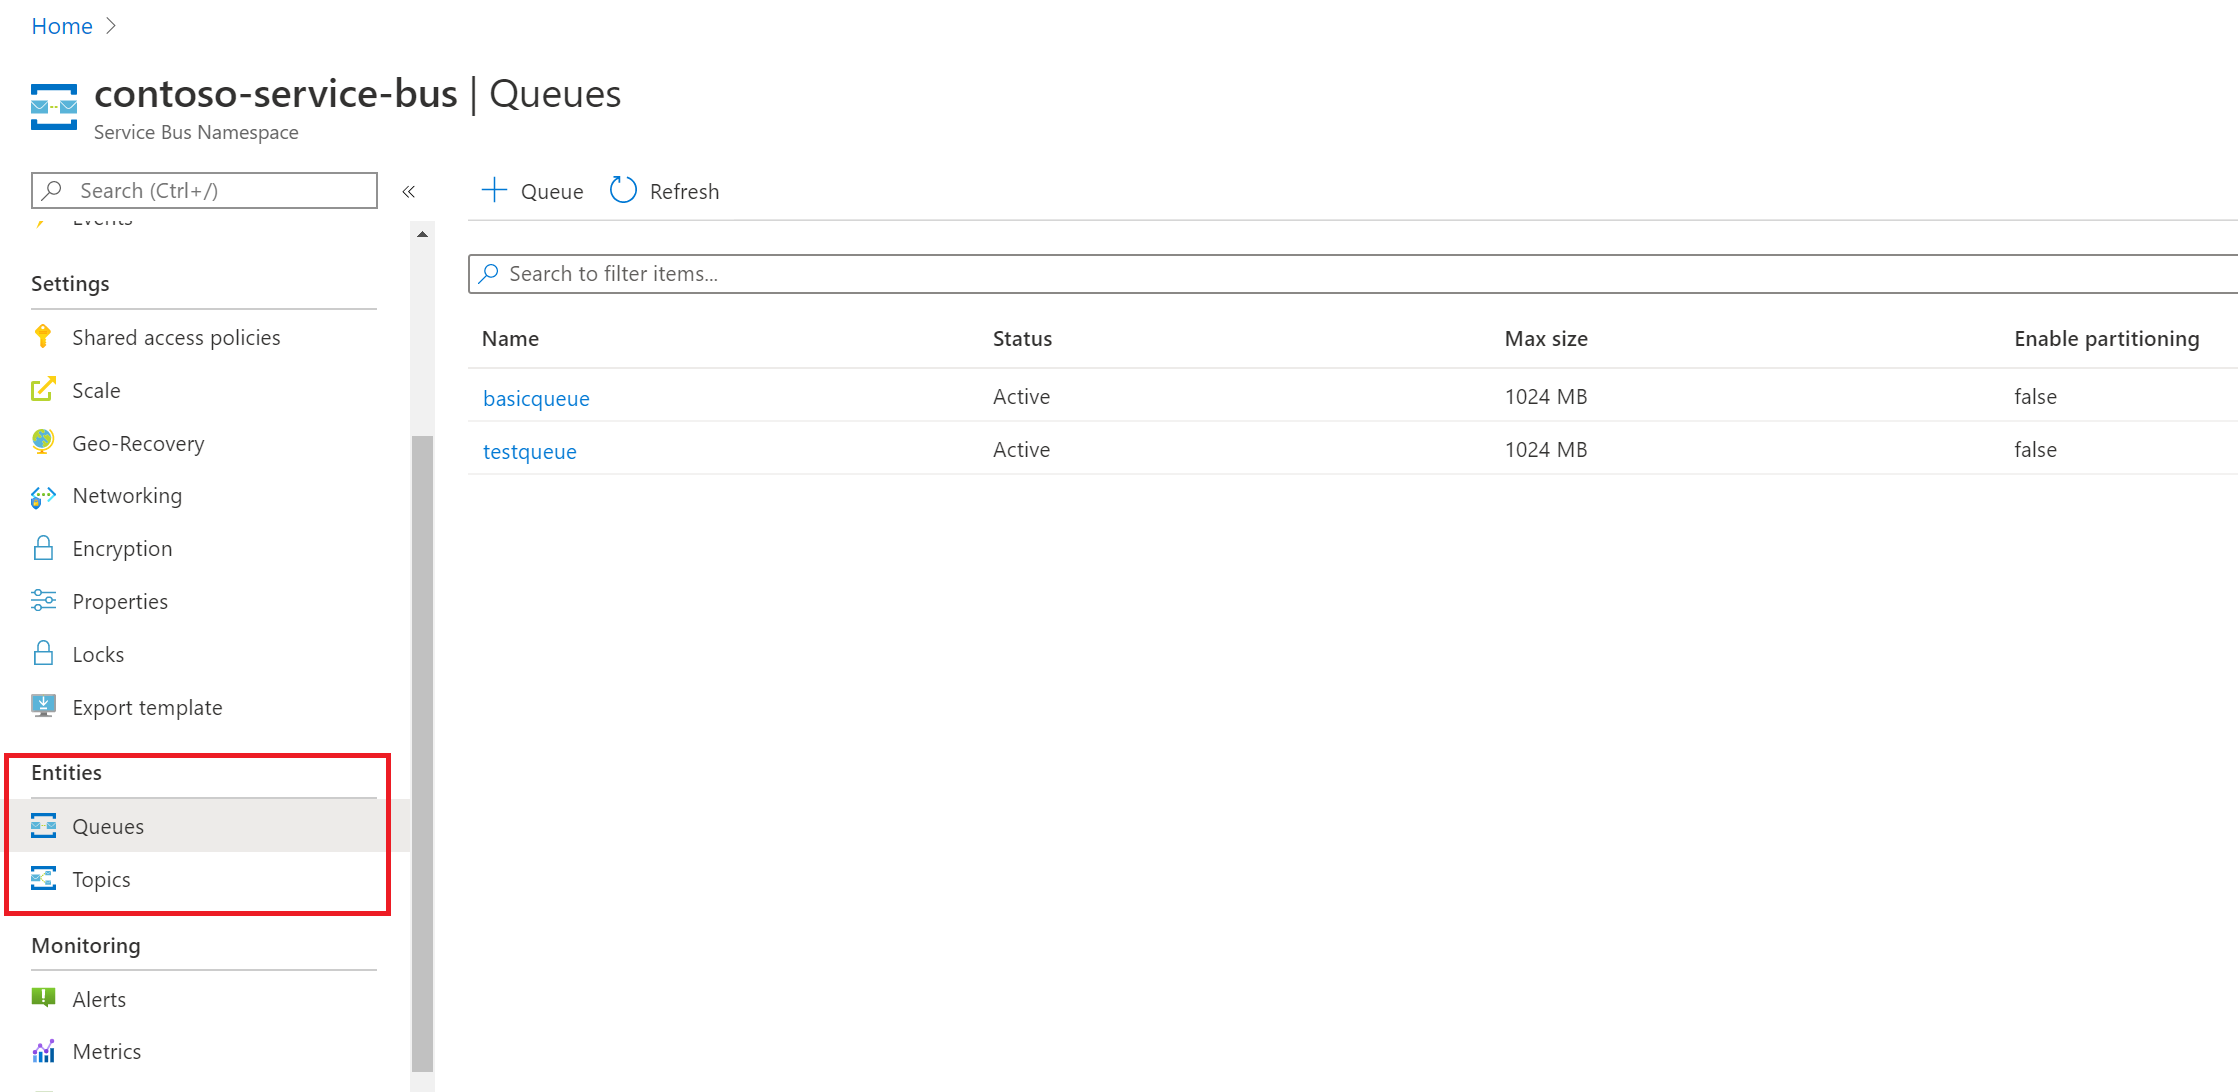 Home
contoso-service-bus | Queues
Service Bus Namespace
Search (Ctrl+/)
«
Queue
Refresh
Events
Search to filter items...
Settings
Shared access policies
Scale
Geo-Recovery
Networking
Encryption
Properties
Locks
Export template
Entities
Queues
Topics
Monitoring
Alerts
Metrics
Name Status Max size Enable partitioning
basicqueue Active 1024 MB false
testqueue Active 1024 MB false